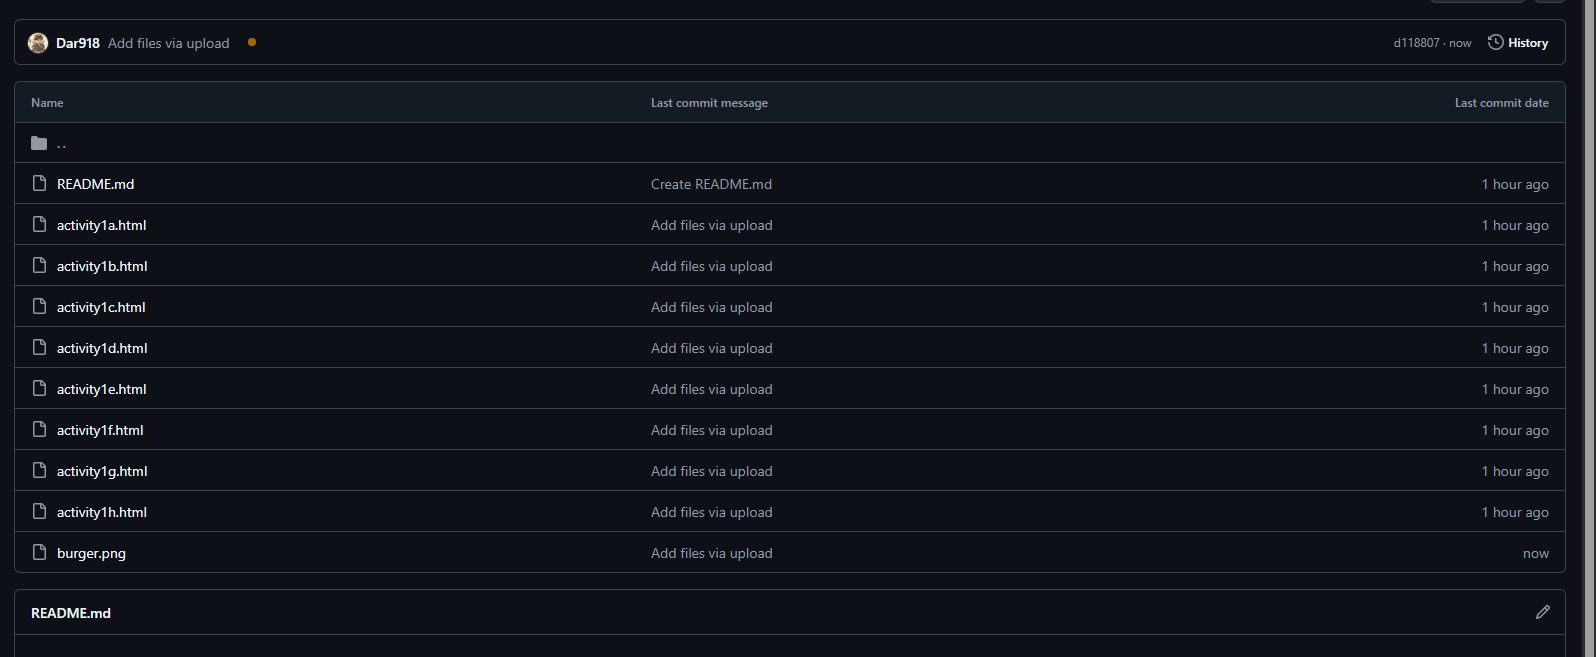 Dar918 Add files via upload d118807 · now History
Name Last commit message Last commit date
..
README.md Create README.md 1 hour ago
activity1a.html Add files via upload 1 hour ago
activity1b.html Add files via upload 1 hour ago
activity1c.html Add files via upload 1 hour ago
activity1d.html Add files via upload 1 hour ago
activity1e.html Add files via upload 1 hour ago
activity1f.html Add files via upload 1 hour ago
activity1g.html Add files via upload 1 hour ago
activity1h.html Add files via upload 1 hour ago
burger.png Add files via upload now
README.md